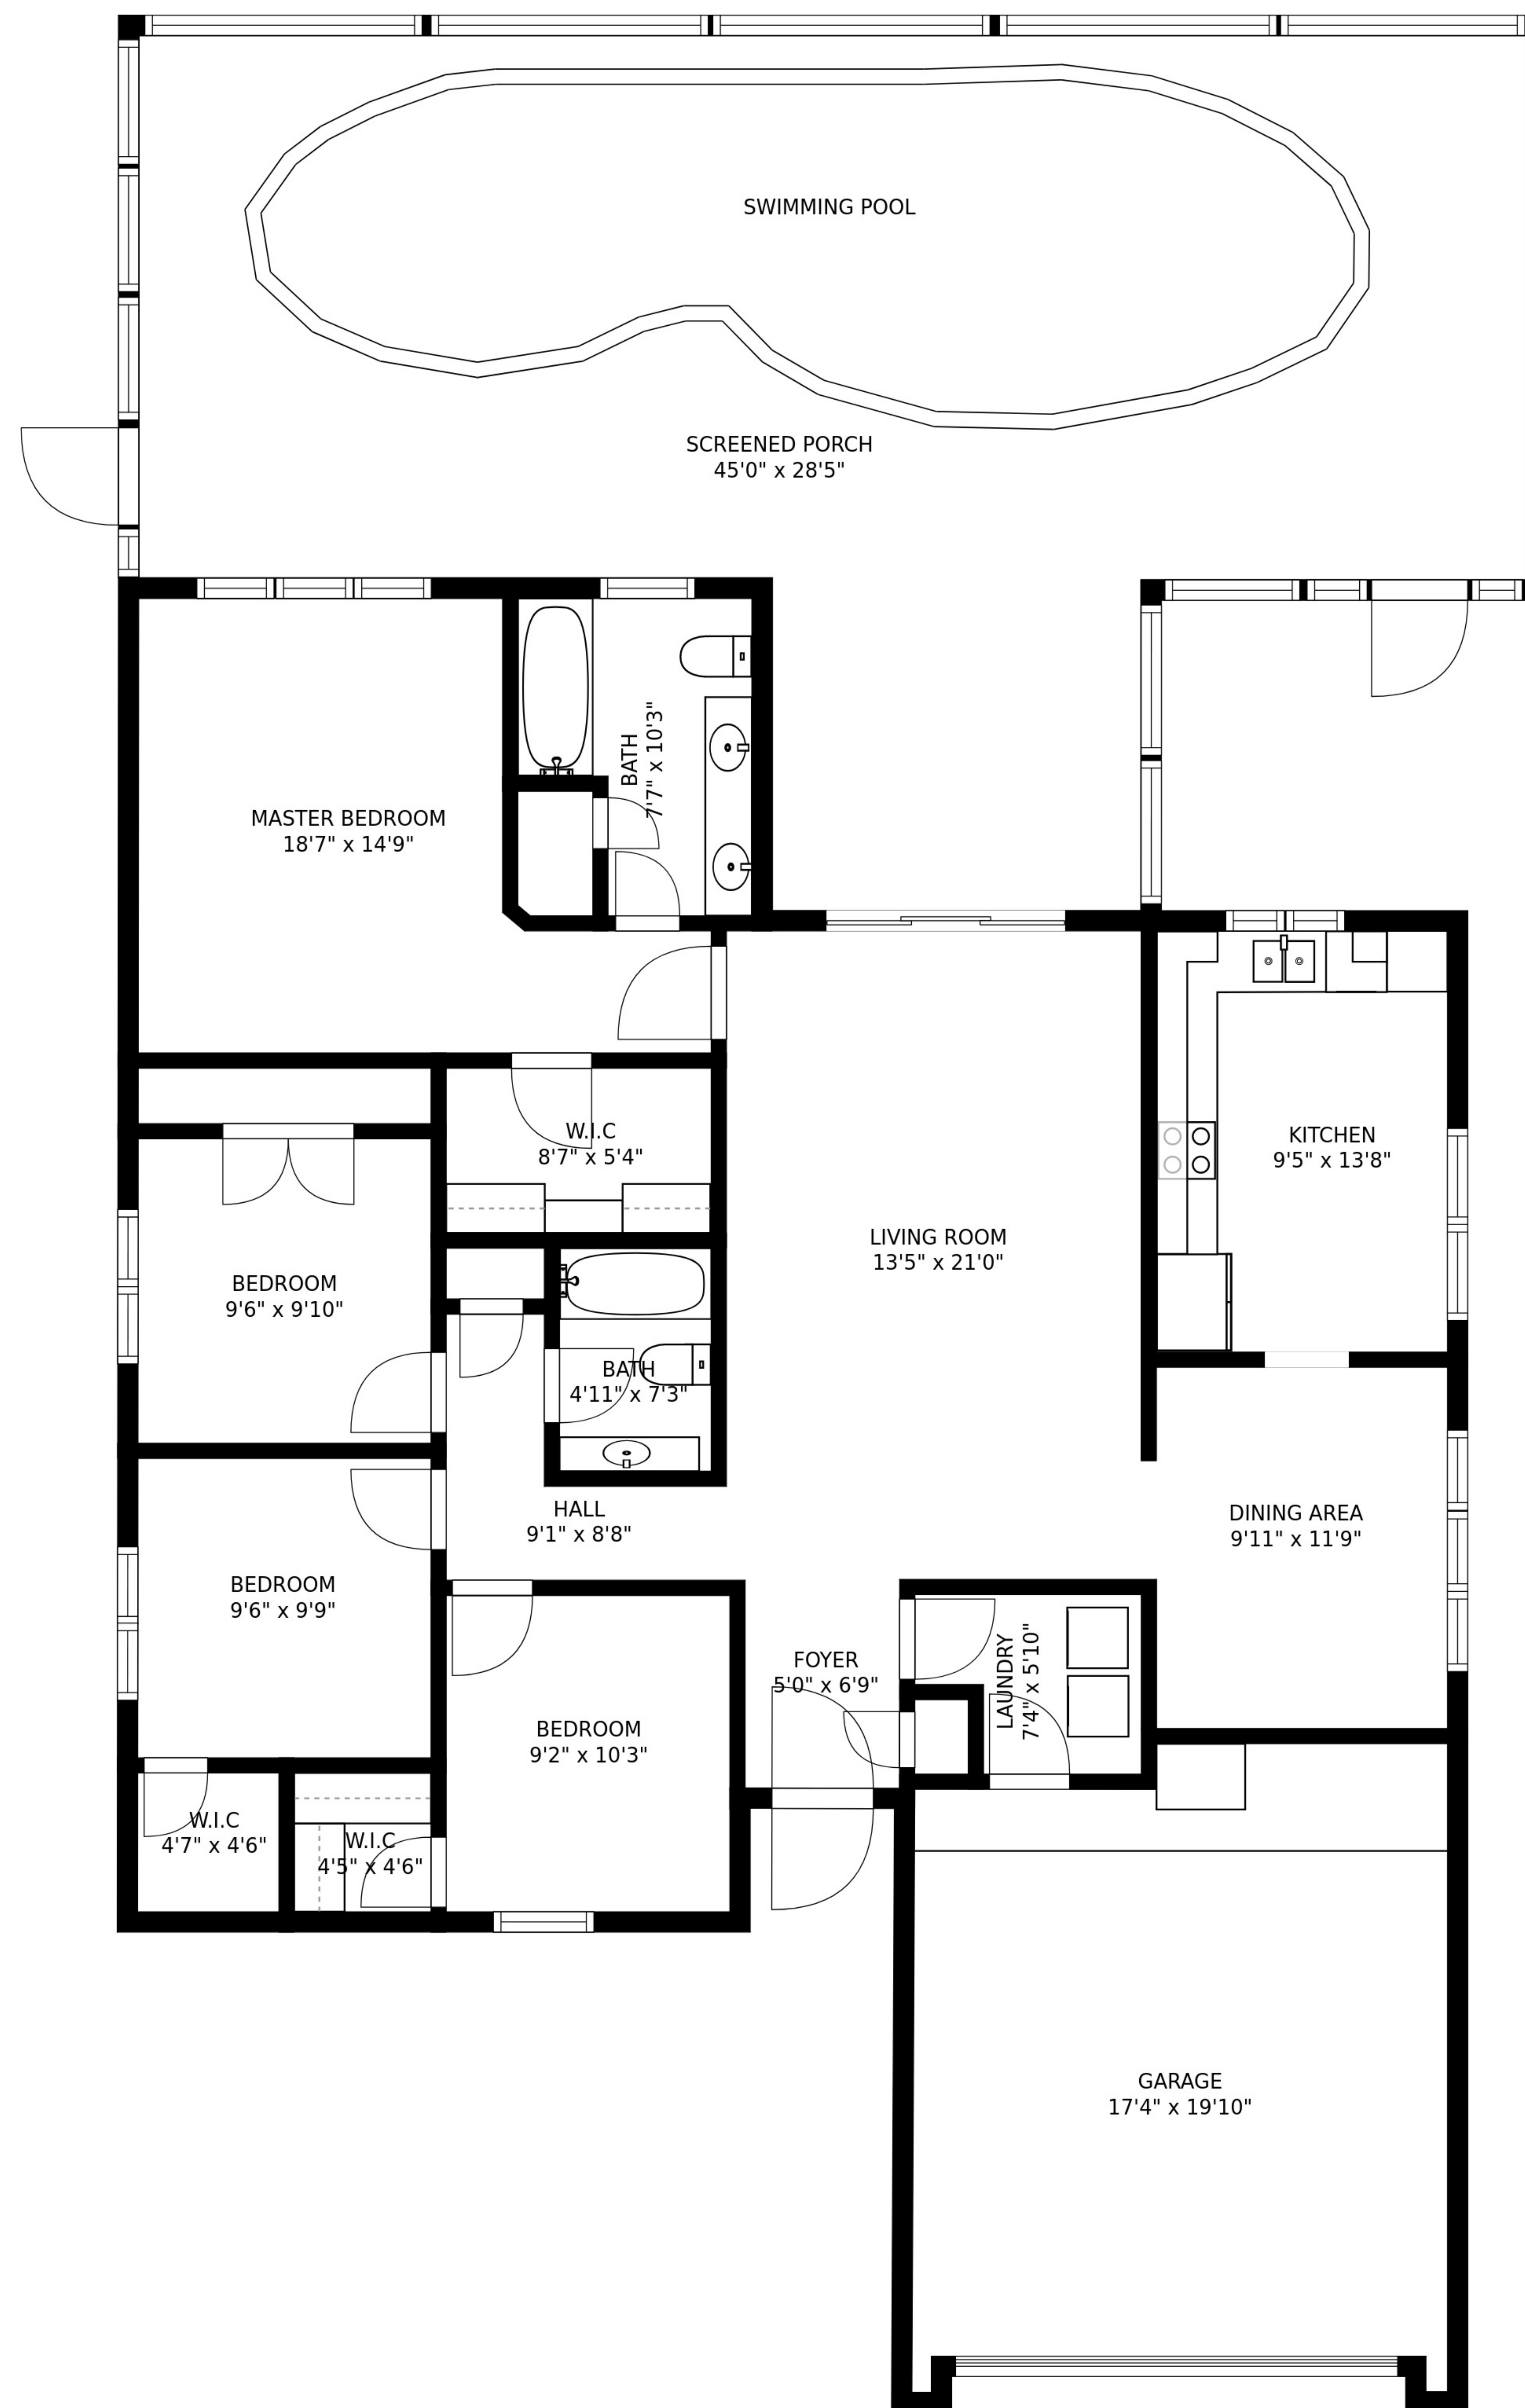 SWIMMING POOL
SCREENED PORCH
45'0" x 28'5"
BATH
7'7" x 10'3"
MASTER BEDROOM
18'7" x 14'9"
W.I.C
8'7" x 5'4"
KITCHEN
9'5" x 13'8"
LIVING ROOM
13'5" x 21'0"
BEDROOM
9'6" x 9'10"
BATH
4'11" x 7'3"
HALL
9'1" x 8'8"
DINING AREA
9'11" x 11'9"
BEDROOM
9'6" x 9'9"
FOYER
5'0" x 6'9"
LAUNDRY
7'4" x 5'10"
BEDROOM
9'2" x 10'3"
W.I.C
4'7" x 4'6"
W.I.C
4'5" x 4'6"
GARAGE
17'4" x 19'10"